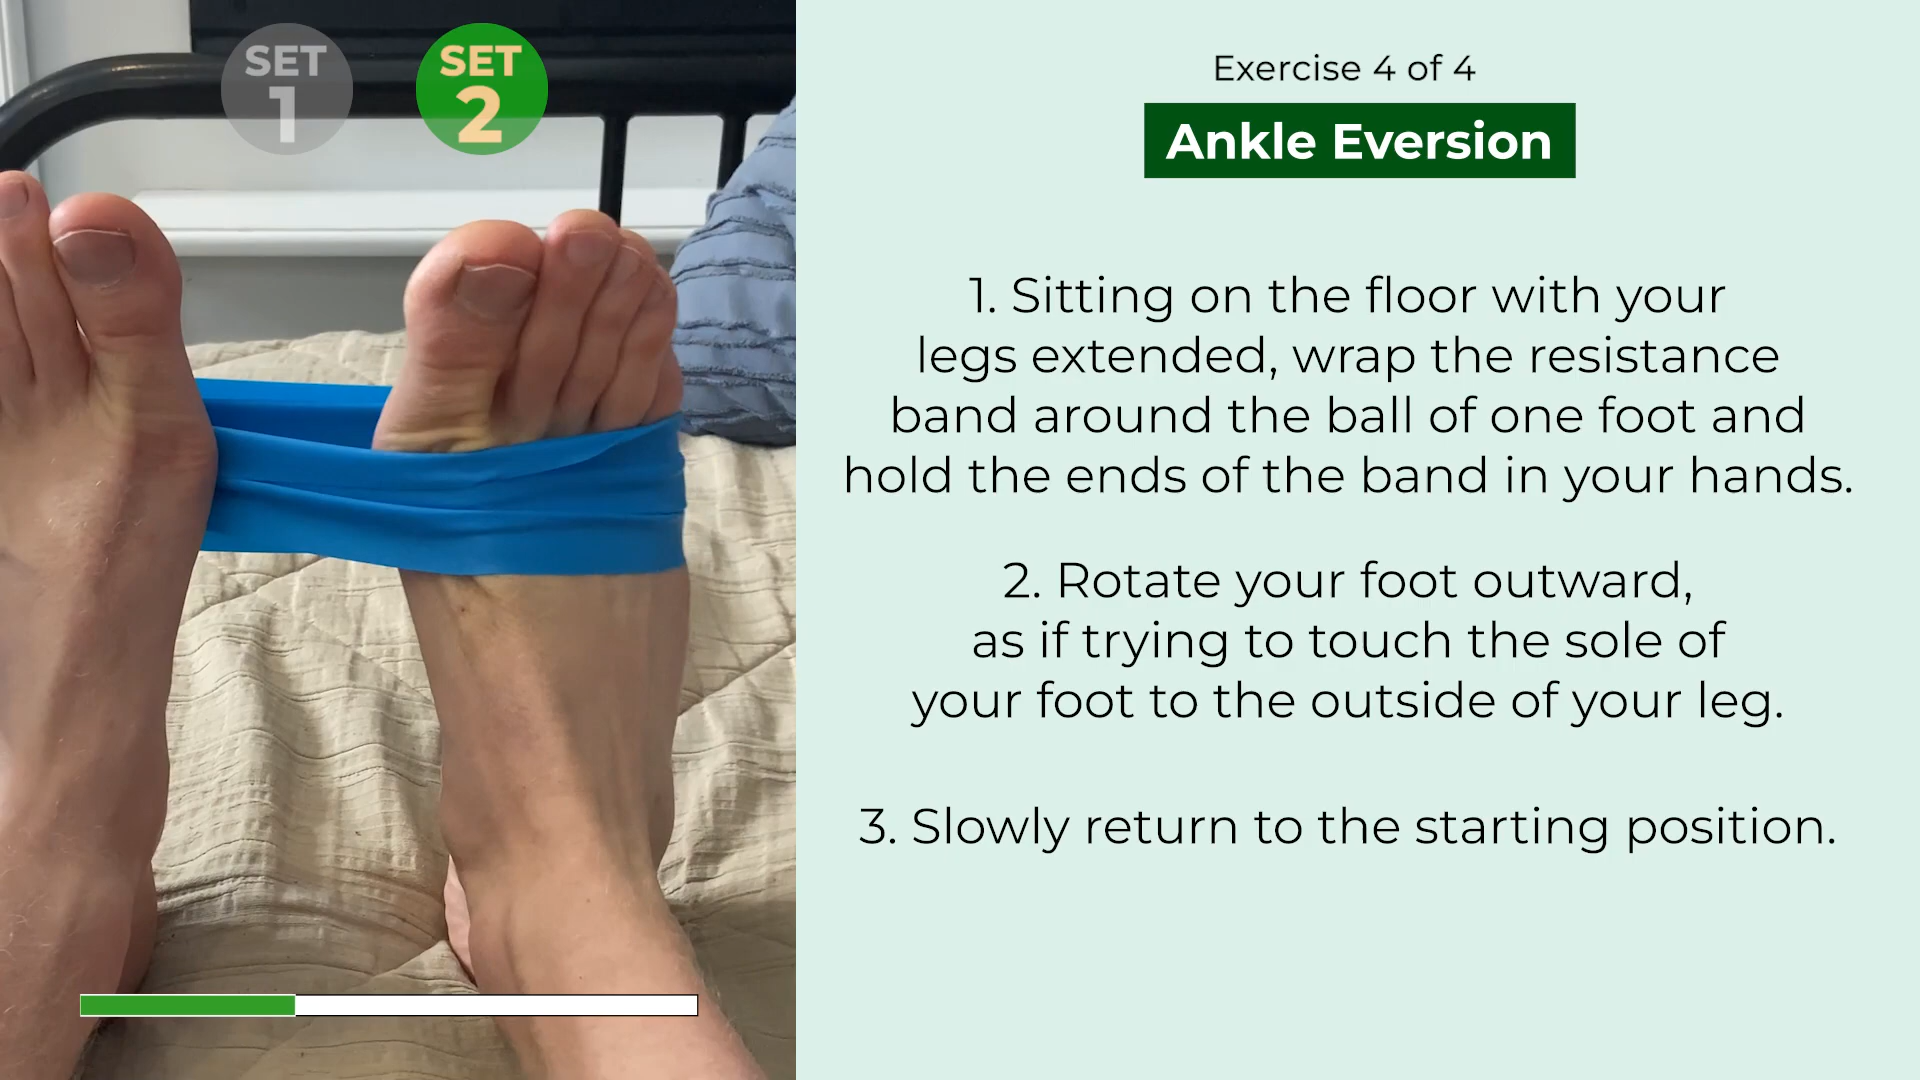 SET
1
SET
2
Exercise 4 of 4
Ankle Eversion
1. Sitting on the floor with your
legs extended, wrap the resistance
band around the ball of one foot and
hold the ends of the band in your hands.
2. Rotate your foot outward,
as if trying to touch the sole of
your foot to the outside of your leg.
3. Slowly return to the starting position.